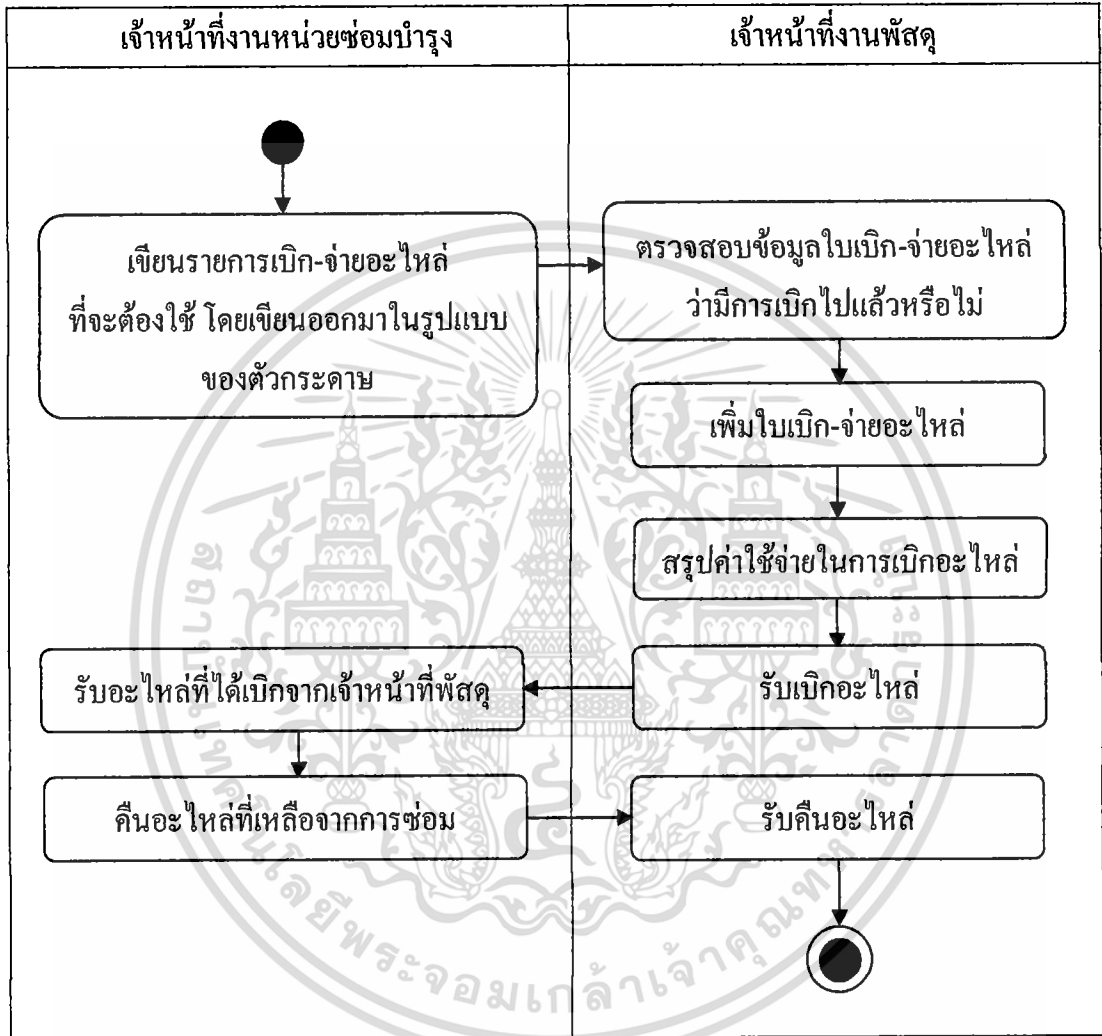 เจ้าหน้าที่งานหน่วยซ่อมบำรุง
เจ้าหน้าที่งานพัสดุ
เขียนรายการเบิก-จ่ายอะไหล่
ที่จะต้องใช้ โดยเขียนออกมาในรูปแบบ
ของตัวกระดาษ
ตรวจสอบข้อมูลใบเบิก-จ่ายอะไหล่
ว่ามีการเบิกไปแล้วหรือไม่
เพิ่มใบเบิก-จ่ายอะไหล่
สรุปค่าใช้จ่ายในการเบิกอะไหล่
รับเบิกอะไหล่
รับอะไหล่ที่ได้เบิกจากเจ้าหน้าที่พัสดุ
คืนอะไหล่ที่เหลือจากการซ่อม
รับคืนอะไหล่